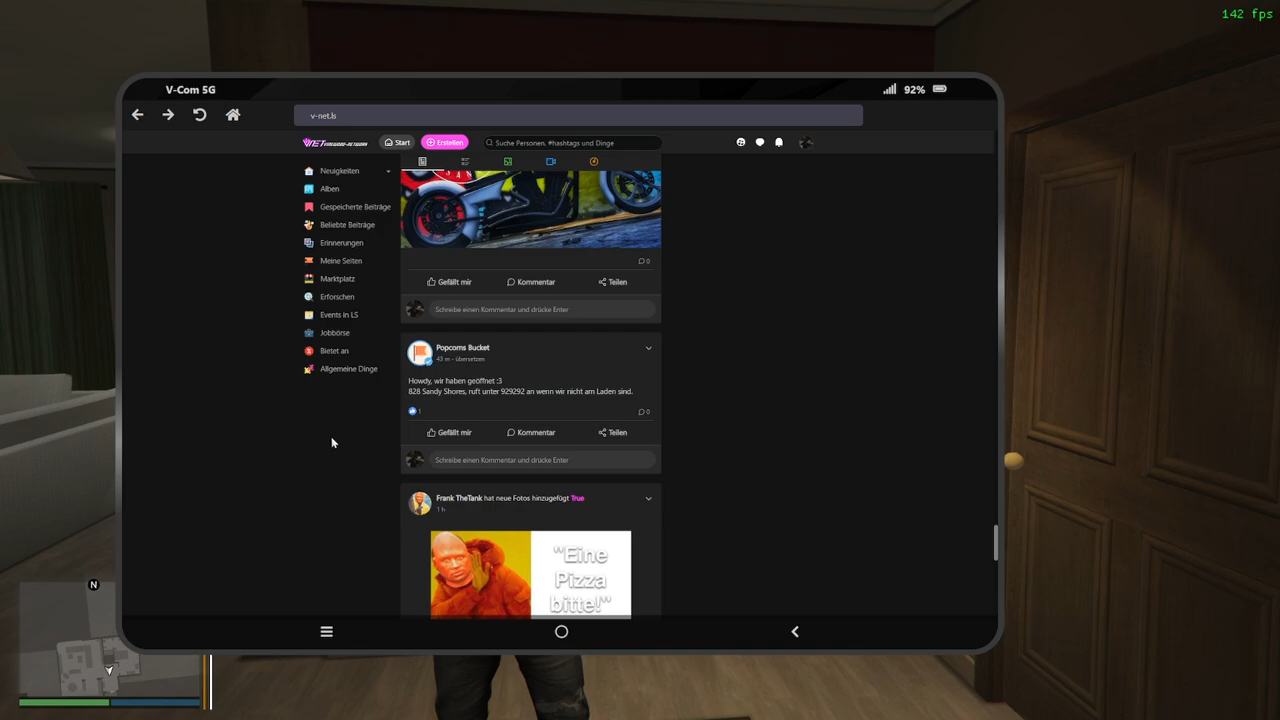 142 fps
V-Com 5G
92%
v-net.ls
VNET VINEWOOD-NETWORK
Start
Erstellen
Suche Personen, #hashtags und Dinge
Neuigkeiten
Alben
Gespeicherte Beiträge
Beliebte Beiträge
Erinnerungen
Meine Seiten
Marktplatz
Erforschen
Events in LS
Jobbörse
Bietet an
Allgemeine Dinge
0
Gefällt mir
Kommentar
Teilen
Schreibe einen Kommentar und drücke Enter
Popcorns Bucket
43 m - übersetzen
Howdy, wir haben geöffnet :3
828 Sandy Shores, ruft unter 929292 an wenn wir nicht am Laden sind.
1
0
Gefällt mir
Kommentar
Teilen
Schreibe einen Kommentar und drücke Enter
Frank TheTank hat neue Fotos hinzugefügt True
1 h
"Eine
Pizza
bitte!"
N